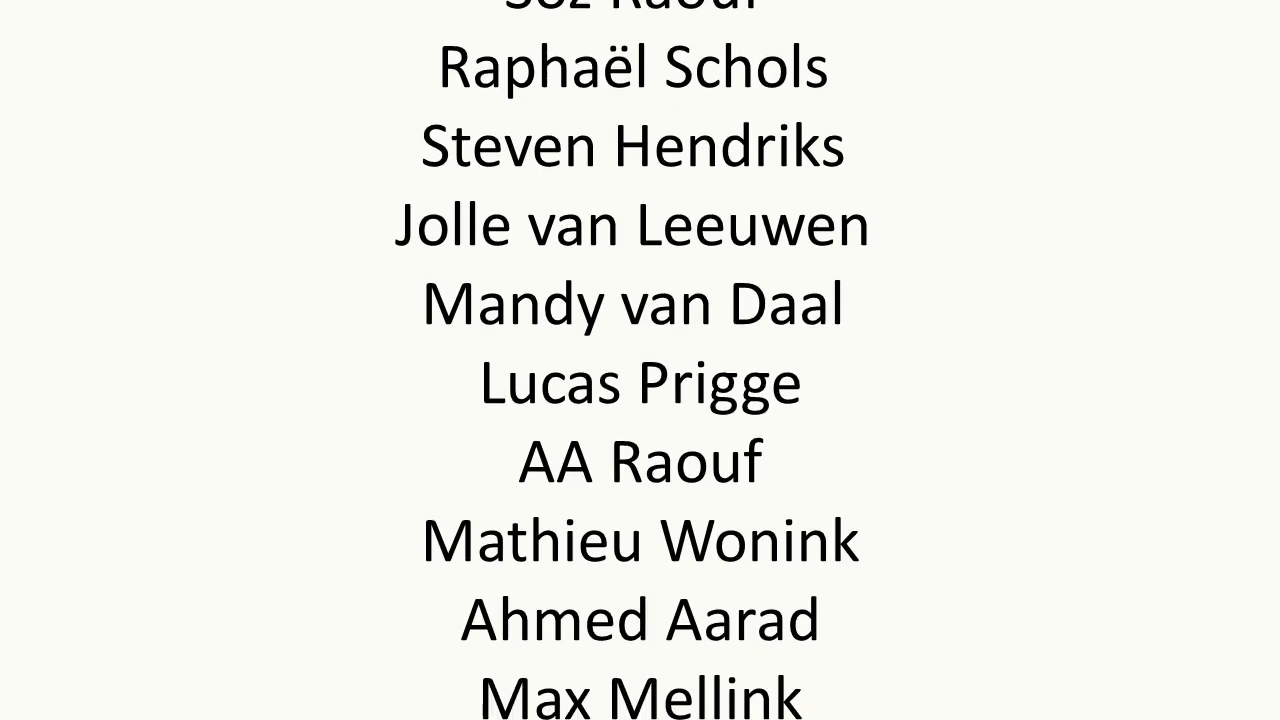 Raphaël Schols
Steven Hendriks
Jolle van Leeuwen
Mandy van Daal
Lucas Prigge
AA Raouf
Mathieu Wonink
Ahmed Aarad
Max Mellink